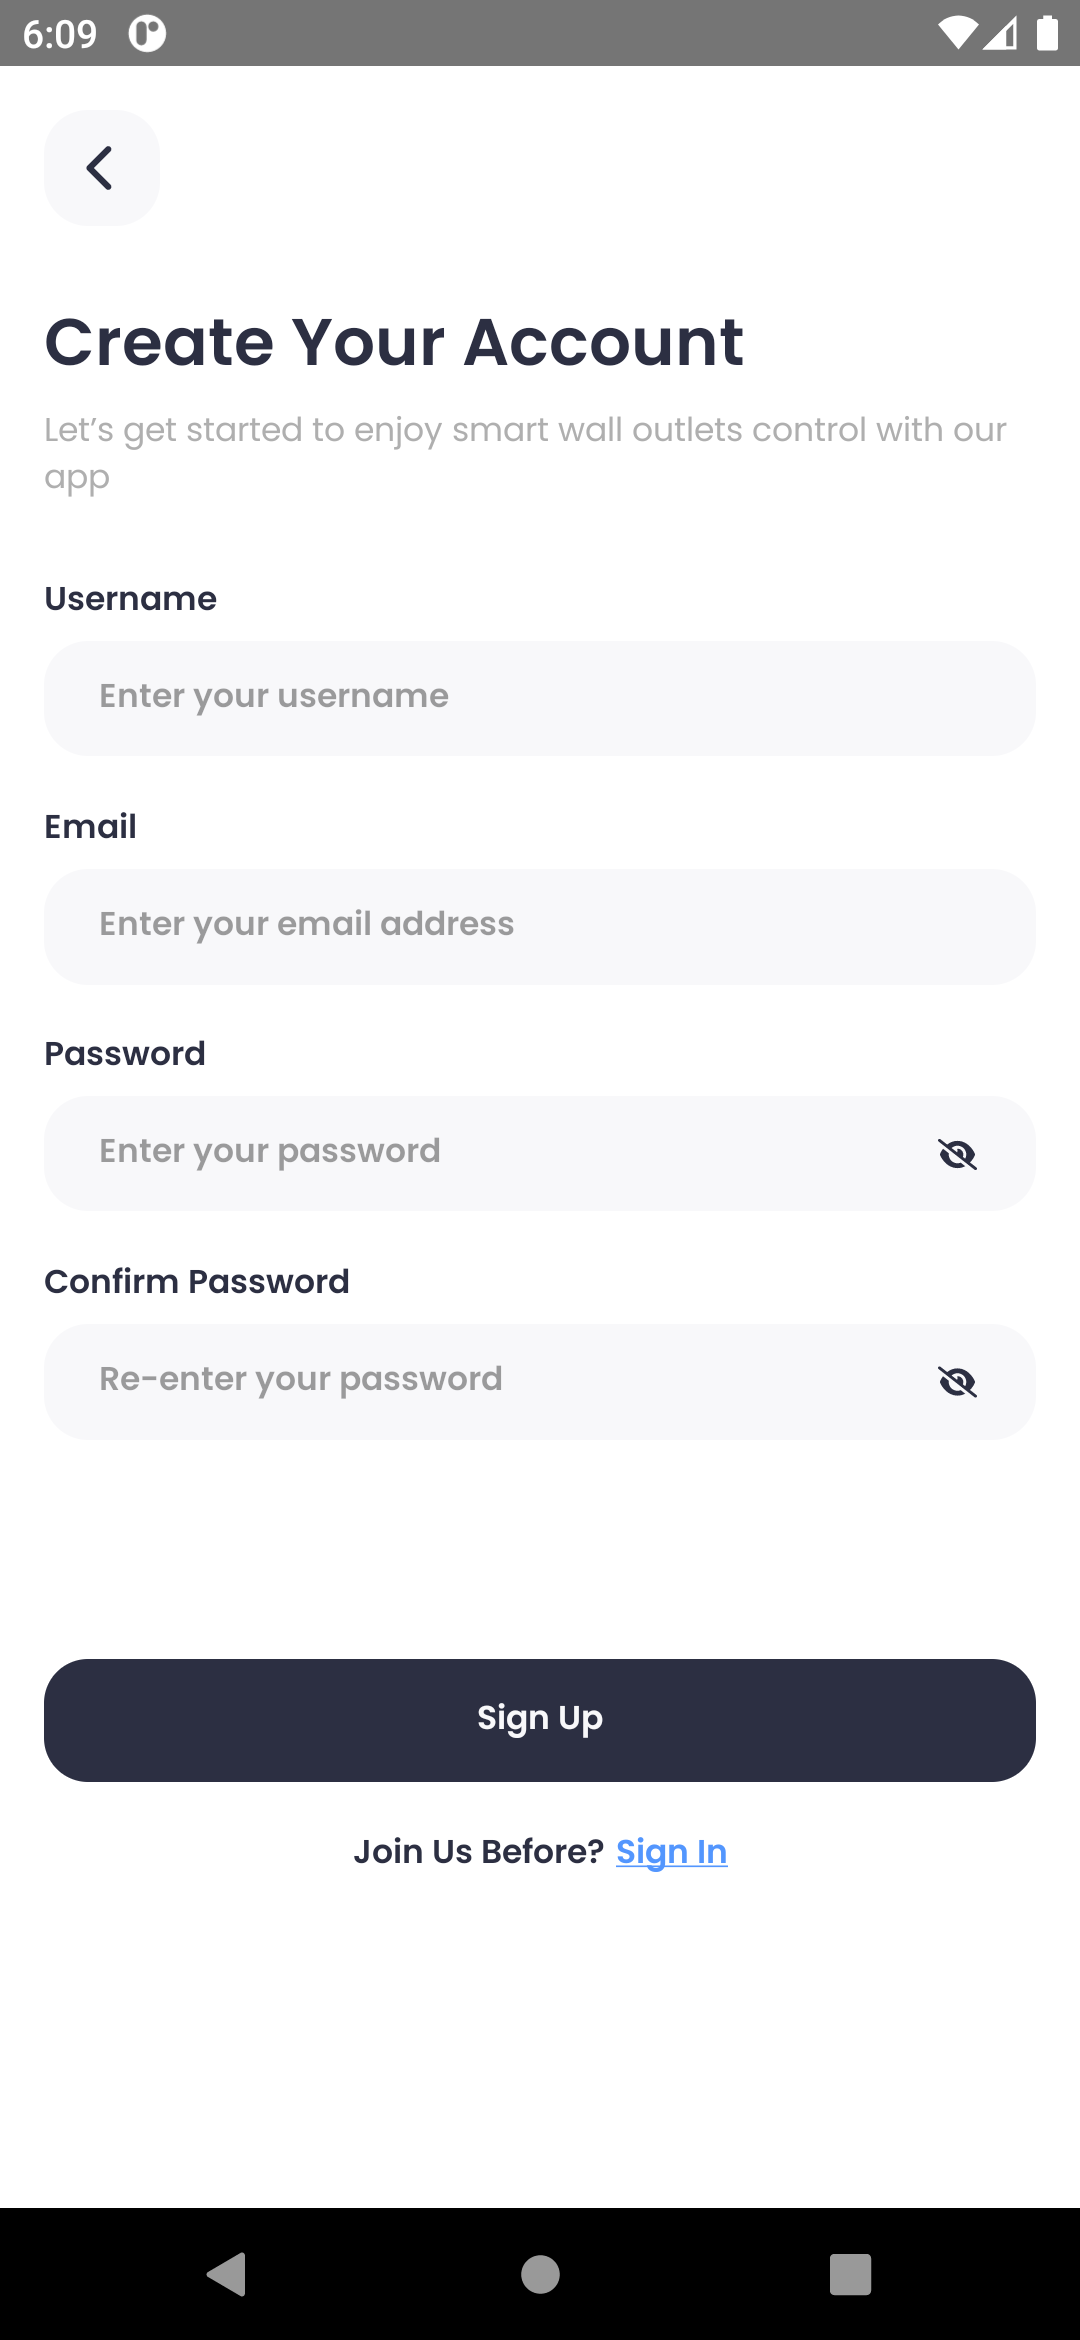 6:09
Create Your Account
Let’s get started to enjoy smart wall outlets control with our
app
Username
Enter your username
Email
Enter your email address
Password
Enter your password
Confirm Password
Re-enter your password
Sign Up
Join Us Before? Sign In